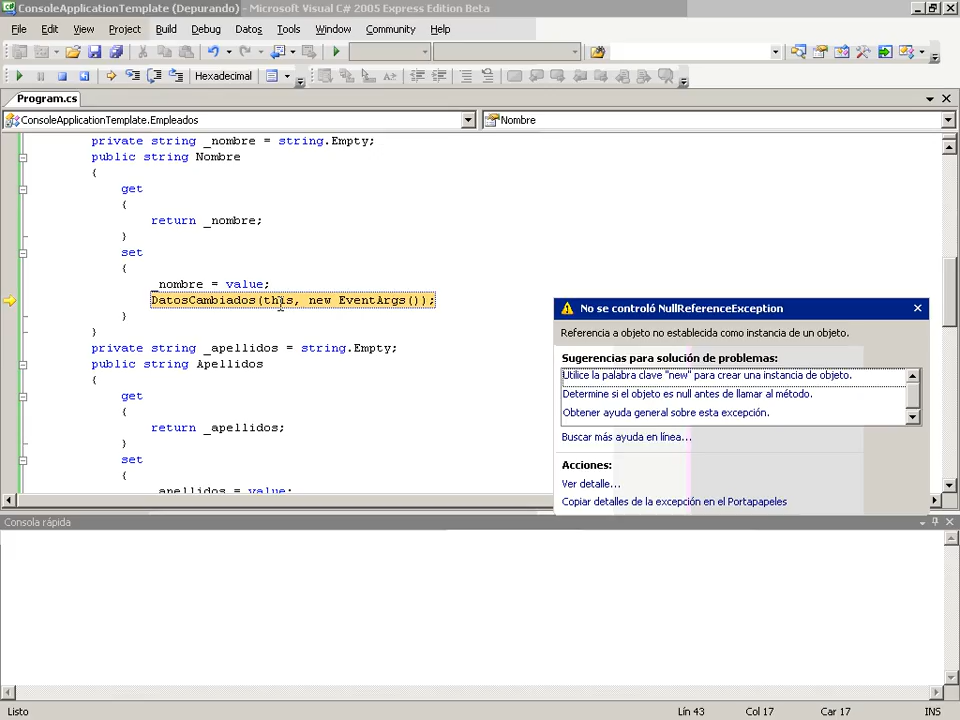 ConsoleApplicationTemplate (Depurando) - Microsoft Visual C# 2005 Express Edition Beta
File Edit View Project Build Debug Datos Tools Window Community Help
Hexadecimal
Program.cs
ConsoleApplicationTemplate.Empleados
Nombre
private string _nombre = string.Empty;
public string Nombre
{
get
{
return _nombre;
}
set
{
_nombre = value;
DatosCambiados(this, new EventArgs());
}
}
private string _apellidos = string.Empty;
public string Apellidos
{
get
{
return _apellidos;
}
set
{
_apellidos = value;
No se controló NullReferenceException
Referencia a objeto no establecida como instancia de un objeto.
Sugerencias para solución de problemas:
Utilice la palabra clave "new" para crear una instancia de objeto.
Determine si el objeto es null antes de llamar al método.
Obtener ayuda general sobre esta excepción.
Buscar más ayuda en línea...
Acciones:
Ver detalle...
Copiar detalles de la excepción en el Portapapeles
Consola rápida
Listo
Lín 43
Col 17
Car 17
INS